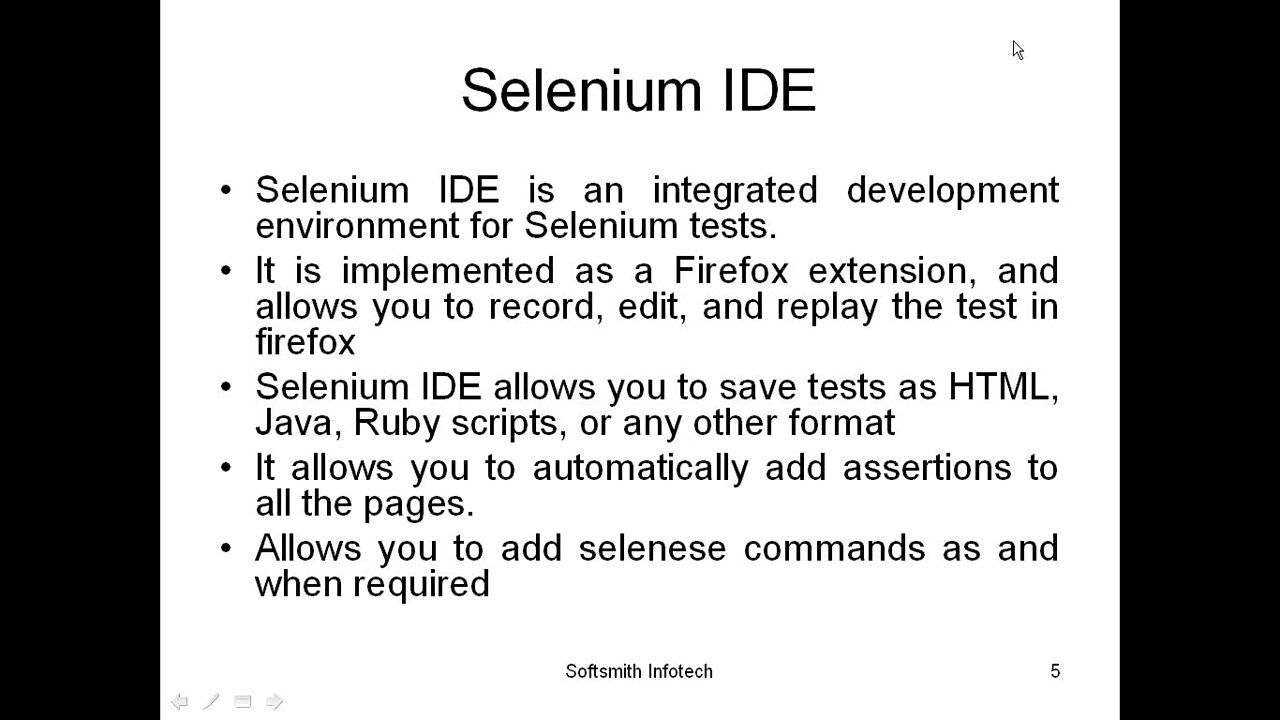 Selenium IDE
• Selenium IDE is an integrated development
environment for Selenium tests.
• It is implemented as a Firefox extension, and
allows you to record, edit, and replay the test in
firefox
• Selenium IDE allows you to save tests as HTML,
Java, Ruby scripts, or any other format
• It allows you to automatically add assertions to
all the pages.
• Allows you to add selenese commands as and
when required
Softsmith Infotech 5